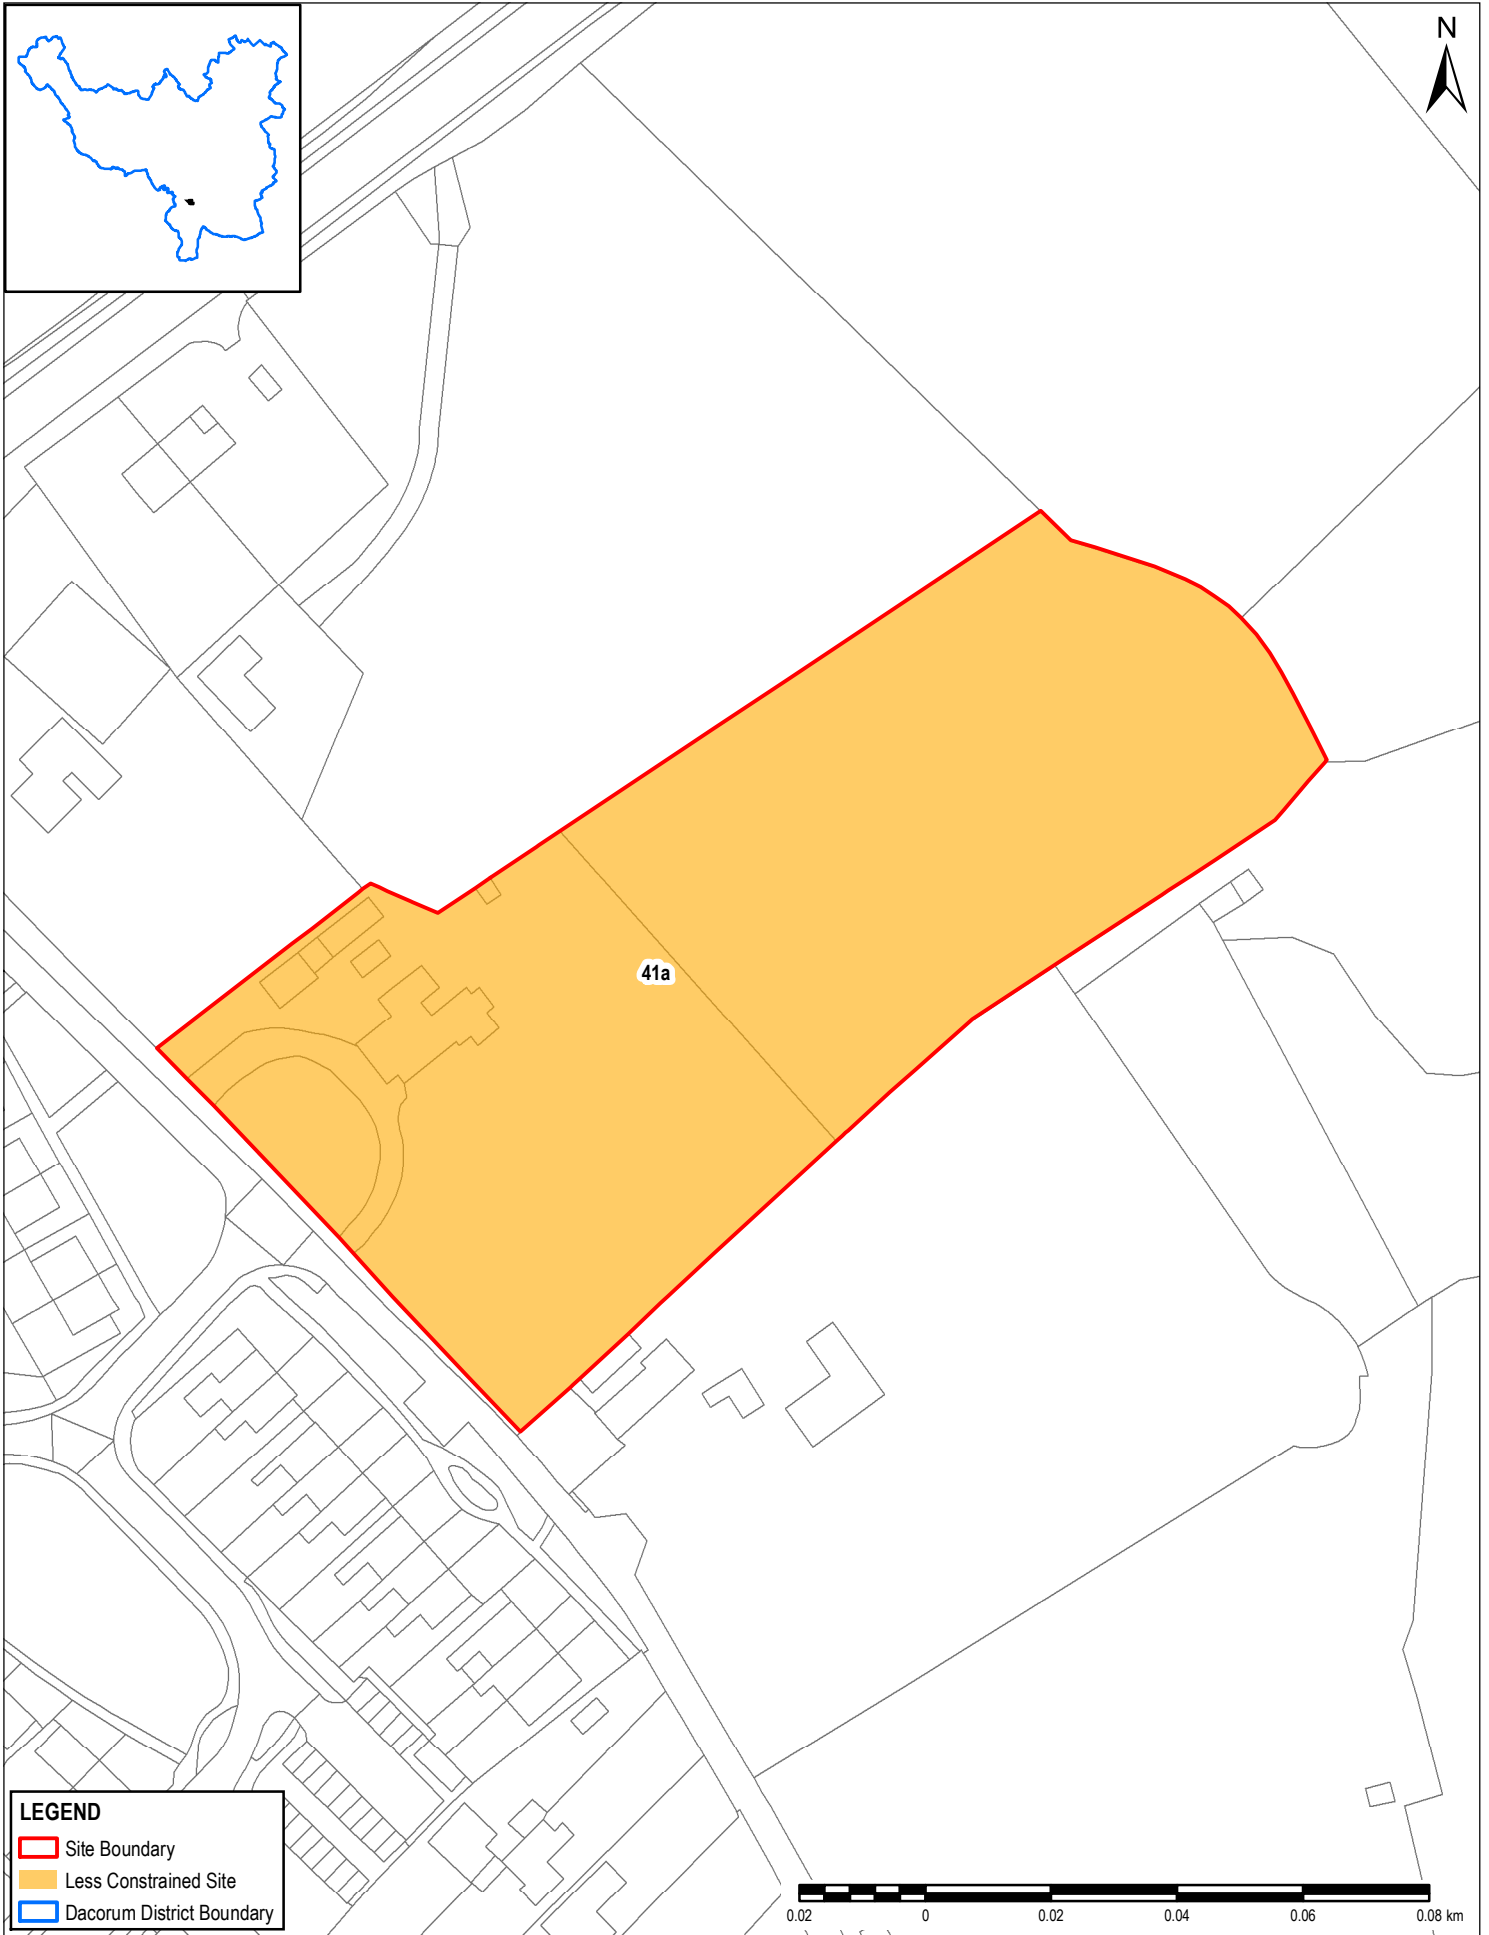 N
41a
LEGEND
Site Boundary
Less Constrained Site
Dacorum District Boundary
0.02 0 0.02 0.04 0.06 0.08 km